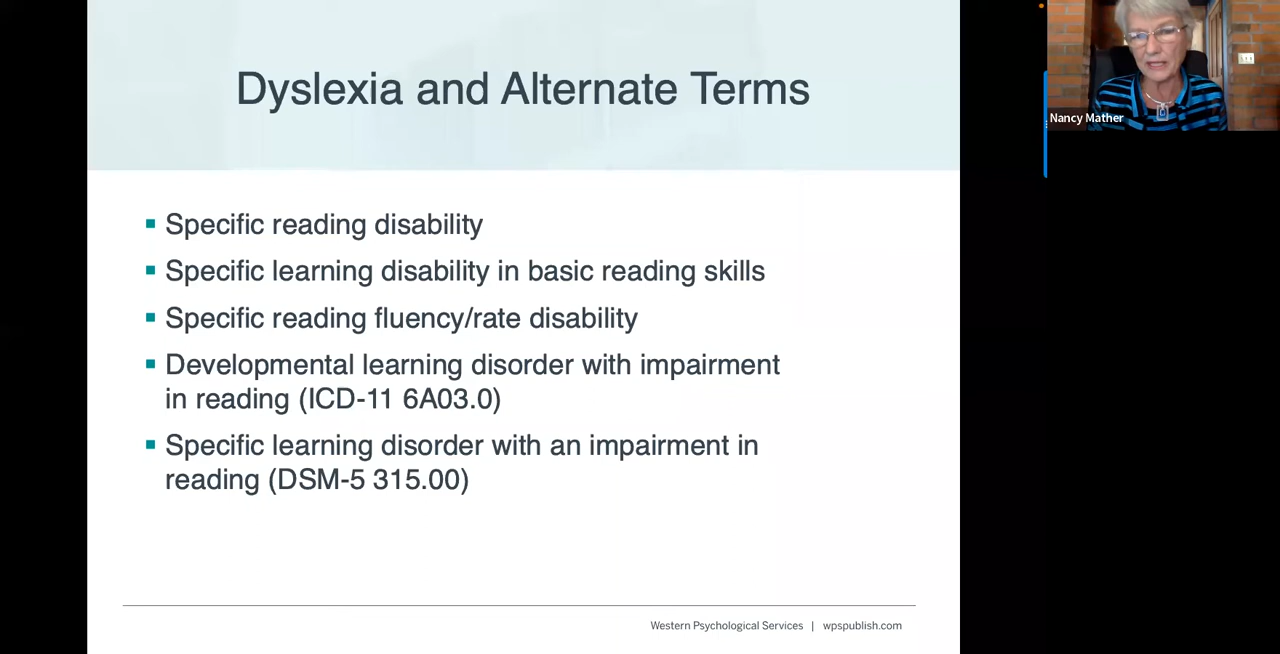 Dyslexia and Alternate Terms
Nancy Mather
Specific reading disability
Specific learning disability in basic reading skills
Specific reading fluency/rate disability
Developmental learning disorder with impairment
in reading (ICD-11 6A03.0)
Specific learning disorder with an impairment in
reading (DSM-5 315.00)
Western Psychological Services | wpspublish.com